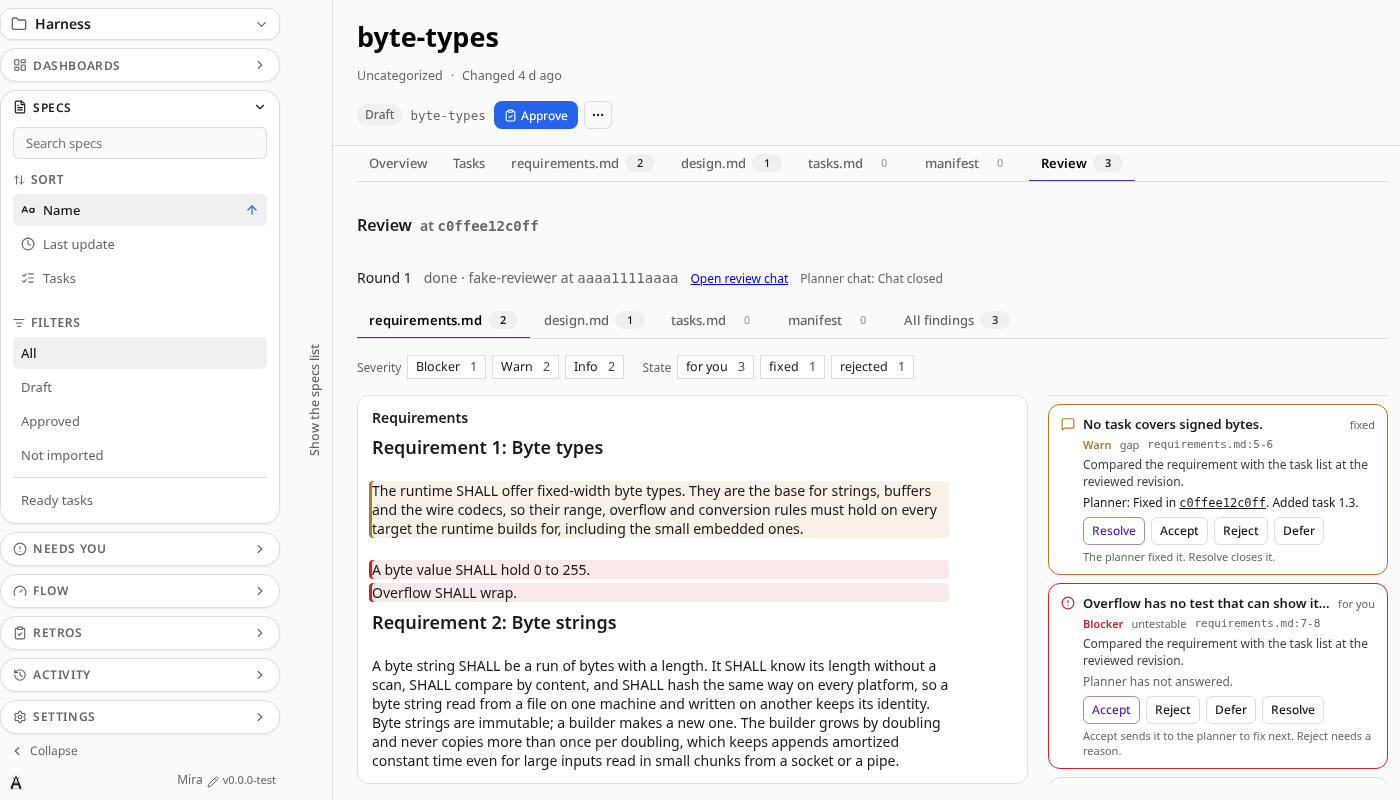 Harness
DASHBOARDS
SPECS
Search specs
SORT
Aa Name
Last update
Tasks
FILTERS
All
Draft
Approved
Not imported
Ready tasks
NEEDS YOU
FLOW
RETROS
ACTIVITY
SETTINGS
Collapse
Mira v0.0.0-test
Show the specs list
byte-types
Uncategorized · Changed 4 d ago
Draft byte-types Approve
Overview Tasks requirements.md 2 design.md 1 tasks.md 0 manifest 0 Review 3
Review at c0ffee12c0ff
Round 1 done · fake-reviewer at aaaa1111aaaa Open review chat Planner chat: Chat closed
requirements.md 2 design.md 1 tasks.md 0 manifest 0 All findings 3
Severity Blocker 1 Warn 2 Info 2 State for you 3 fixed 1 rejected 1
Requirements
Requirement 1: Byte types
The runtime SHALL offer fixed-width byte types. They are the base for strings, buffers
and the wire codecs, so their range, overflow and conversion rules must hold on every
target the runtime builds for, including the small embedded ones.
A byte value SHALL hold 0 to 255.
Overflow SHALL wrap.
Requirement 2: Byte strings
A byte string SHALL be a run of bytes with a length. It SHALL know its length without a
scan, SHALL compare by content, and SHALL hash the same way on every platform, so a
byte string read from a file on one machine and written on another keeps its identity.
Byte strings are immutable; a builder makes a new one. The builder grows by doubling
and never copies more than once per doubling, which keeps appends amortized
constant time even for large inputs read in small chunks from a socket or a pipe.
No task covers signed bytes. fixed
Warn gap requirements.md:5-6
Compared the requirement with the task list at the
reviewed revision.
Planner: Fixed in c0ffee12c0ff. Added task 1.3.
Resolve Accept Reject Defer
The planner fixed it. Resolve closes it.
Overflow has no test that can show it… for you
Blocker untestable requirements.md:7-8
Compared the requirement with the task list at the
reviewed revision.
Planner has not answered.
Accept Reject Defer Resolve
Accept sends it to the planner to fix next. Reject needs a
reason.